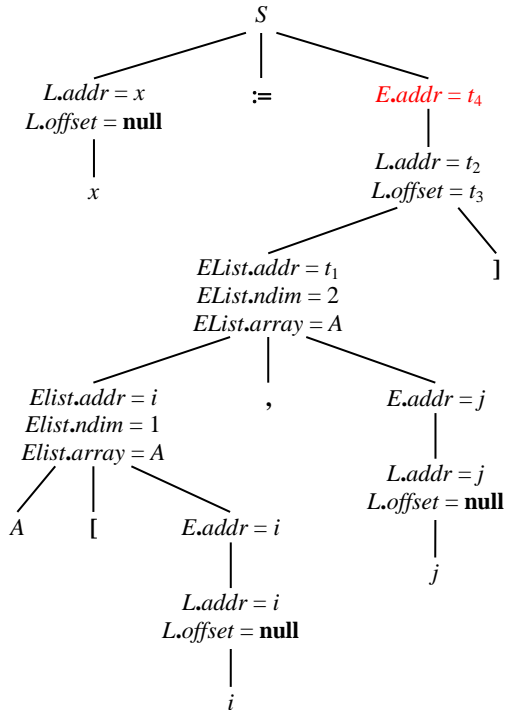 S
L.addr = x
L.offset = null
:=
E.addr = t₄
x
L.addr = t₂
L.offset = t₃
EList.addr = t₁
EList.ndim = 2
EList.array = A
]
Elist.addr = i
Elist.ndim = 1
Elist.array = A
,
E.addr = j
L.addr = j
L.offset = null
A
[
E.addr = i
j
L.addr = i
L.offset = null
i